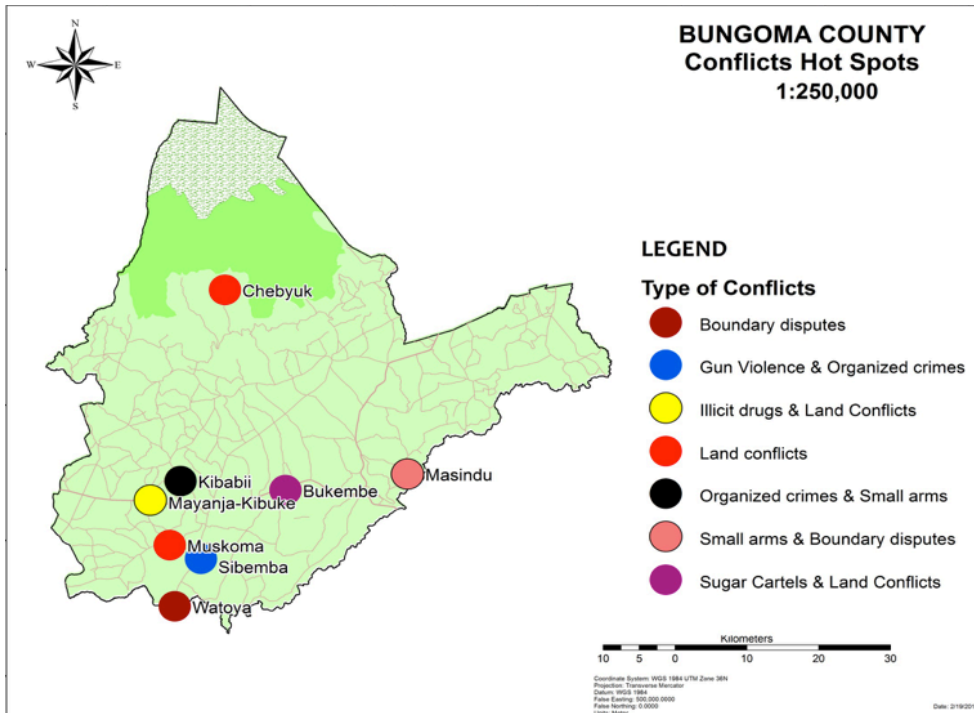 BUNGOMA COUNTY
Conflicts Hot Spots
1:250,000
N
W
E
S
Chebyuk
Kibabii
Mayanja-Kibuke
Bukembe
Masindu
Muskoma
Sibemba
Watoya
LEGEND
Type of Conflicts
Boundary disputes
Gun Violence & Organized crimes
Illicit drugs & Land Conflicts
Land conflicts
Organized crimes & Small arms
Small arms & Boundary disputes
Sugar Cartels & Land Conflicts
Kilometers
10 5 0 10 20 30
Coordinate System: WGS 1984 UTM Zone 36N
Projection: Transverse Mercator
Datum: WGS 1984
False Easting: 500,000.0000
False Northing: 0.0000
Date: